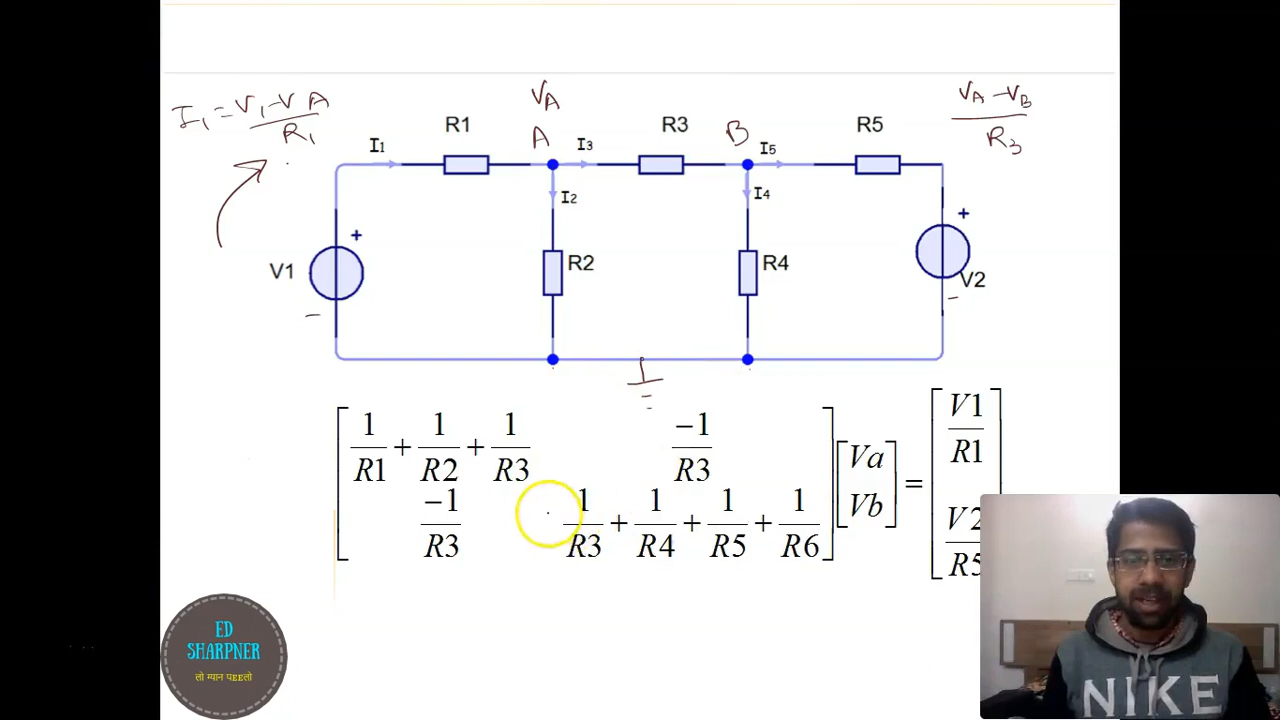 I₁ = V₁-VA / R₁
VA
VA-VB / R₃
R1
A
R3
B
R5
I₁
I₃
I₅
I₂
I₄
V1
+
-
R2
R4
+
V2
-
[ 1/R1 + 1/R2 + 1/R3   -1/R3 ] [ Va ] = [ V1/R1 ]
[ -1/R3   1/R3 + 1/R4 + 1/R5 + 1/R6 ] [ Vb ] [ V2/R5 ]
ED
SHARPNER
लो ग्यान पEEलो
NIKE